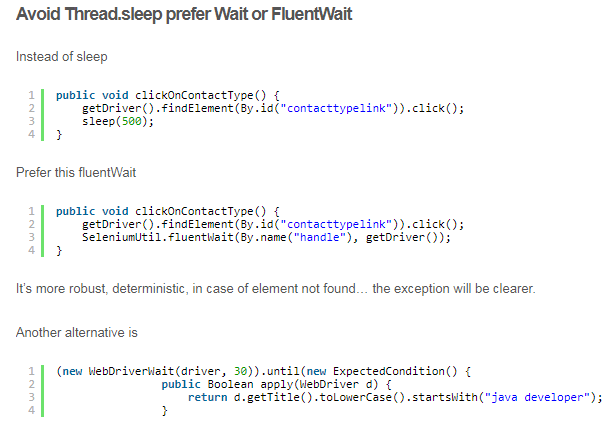 Avoid Thread.sleep prefer Wait or FluentWait
Instead of sleep
1 public void clickOnContactType() {
2 getDriver().findElement(By.id("contacttypelink")).click();
3 sleep(500);
4 }
Prefer this fluentWait
1 public void clickOnContactType() {
2 getDriver().findElement(By.id("contacttypelink")).click();
3 SeleniumUtil.fluentWait(By.name("handle"), getDriver());
4 }
It's more robust, deterministic, in case of element not found… the exception will be clearer.
Another alternative is
1 (new WebDriverWait(driver, 30)).until(new ExpectedCondition() {
2 public Boolean apply(WebDriver d) {
3 return d.getTitle().toLowerCase().startsWith("java developer");
4 }